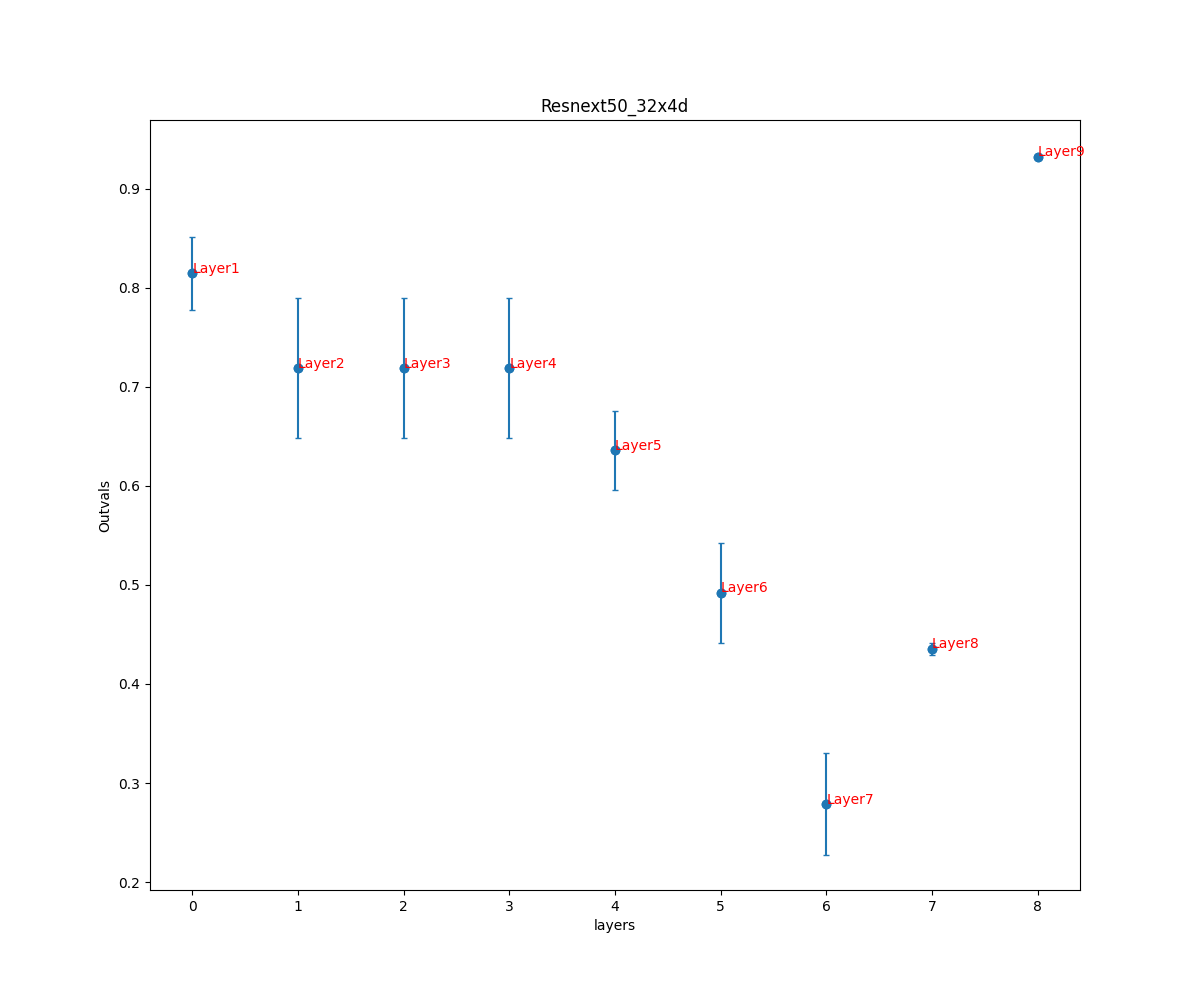 Resnext50_32x4d
Outvals
0.9
0.8
0.7
0.6
0.5
0.4
0.3
0.2
Layer1
Layer2
Layer3
Layer4
Layer5
Layer6
Layer7
Layer8
Layer9
0 1 2 3 4 5 6 7 8
layers